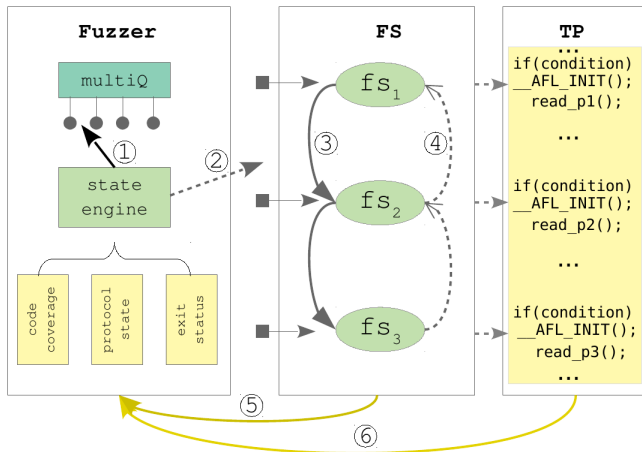 Fuzzer
multiQ
①
②
state
engine
code
coverage
protocol
state
exit
status
FS
fs1
③
④
fs2
fs3
TP
...
if(condition)
__AFL_INIT();
read_p1();
...
if(condition)
__AFL_INIT();
read_p2();
...
if(condition)
__AFL_INIT();
read_p3();
...
⑤
⑥